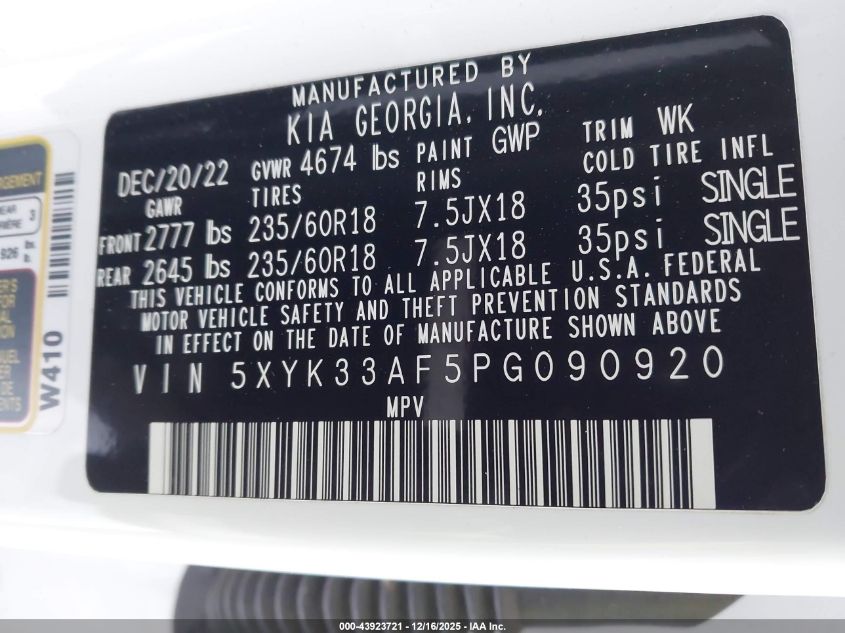 MANUFACTURED BY
KIA GEORGIA, INC.
DEC/20/22 GVWR 4674 lbs PAINT GWP TRIM WK
GAWR TIRES RIMS COLD TIRE INFL
FRONT 2777 lbs 235/60R18 7.5JX18 35psi SINGLE
REAR 2645 lbs 235/60R18 7.5JX18 35psi SINGLE
THIS VEHICLE CONFORMS TO ALL APPLICABLE U.S.A. FEDERAL
MOTOR VEHICLE SAFETY AND THEFT PREVENTION STANDARDS
IN EFFECT ON THE DATE OF MANUFACTURE SHOWN ABOVE
VIN 5XYK33AF5PG090920
MPV
W410
3
926 lbs
000-43923721 - 12/16/2025 - IAA Inc.